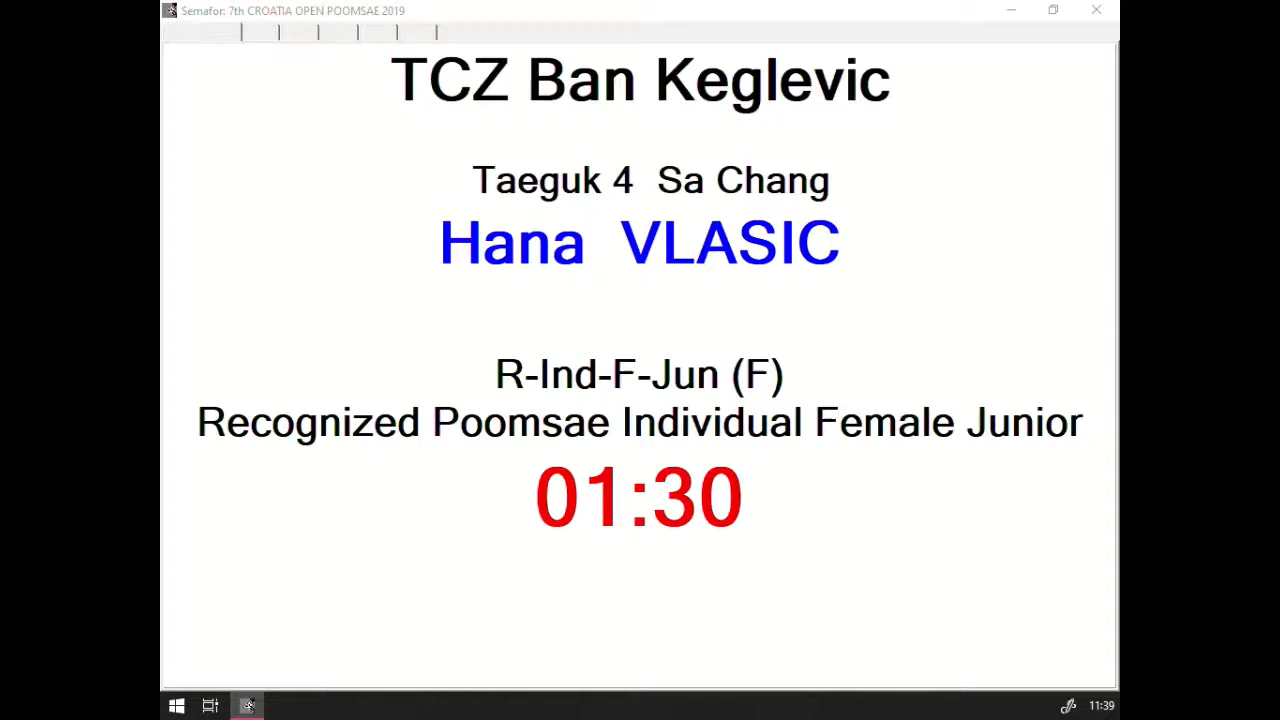 Semafor: 7th CROATIA OPEN POOMSAE 2019
TCZ Ban Keglevic
Taeguk 4 Sa Chang
Hana VLASIC
R-Ind-F-Jun (F)
Recognized Poomsae Individual Female Junior
01:30
11:39